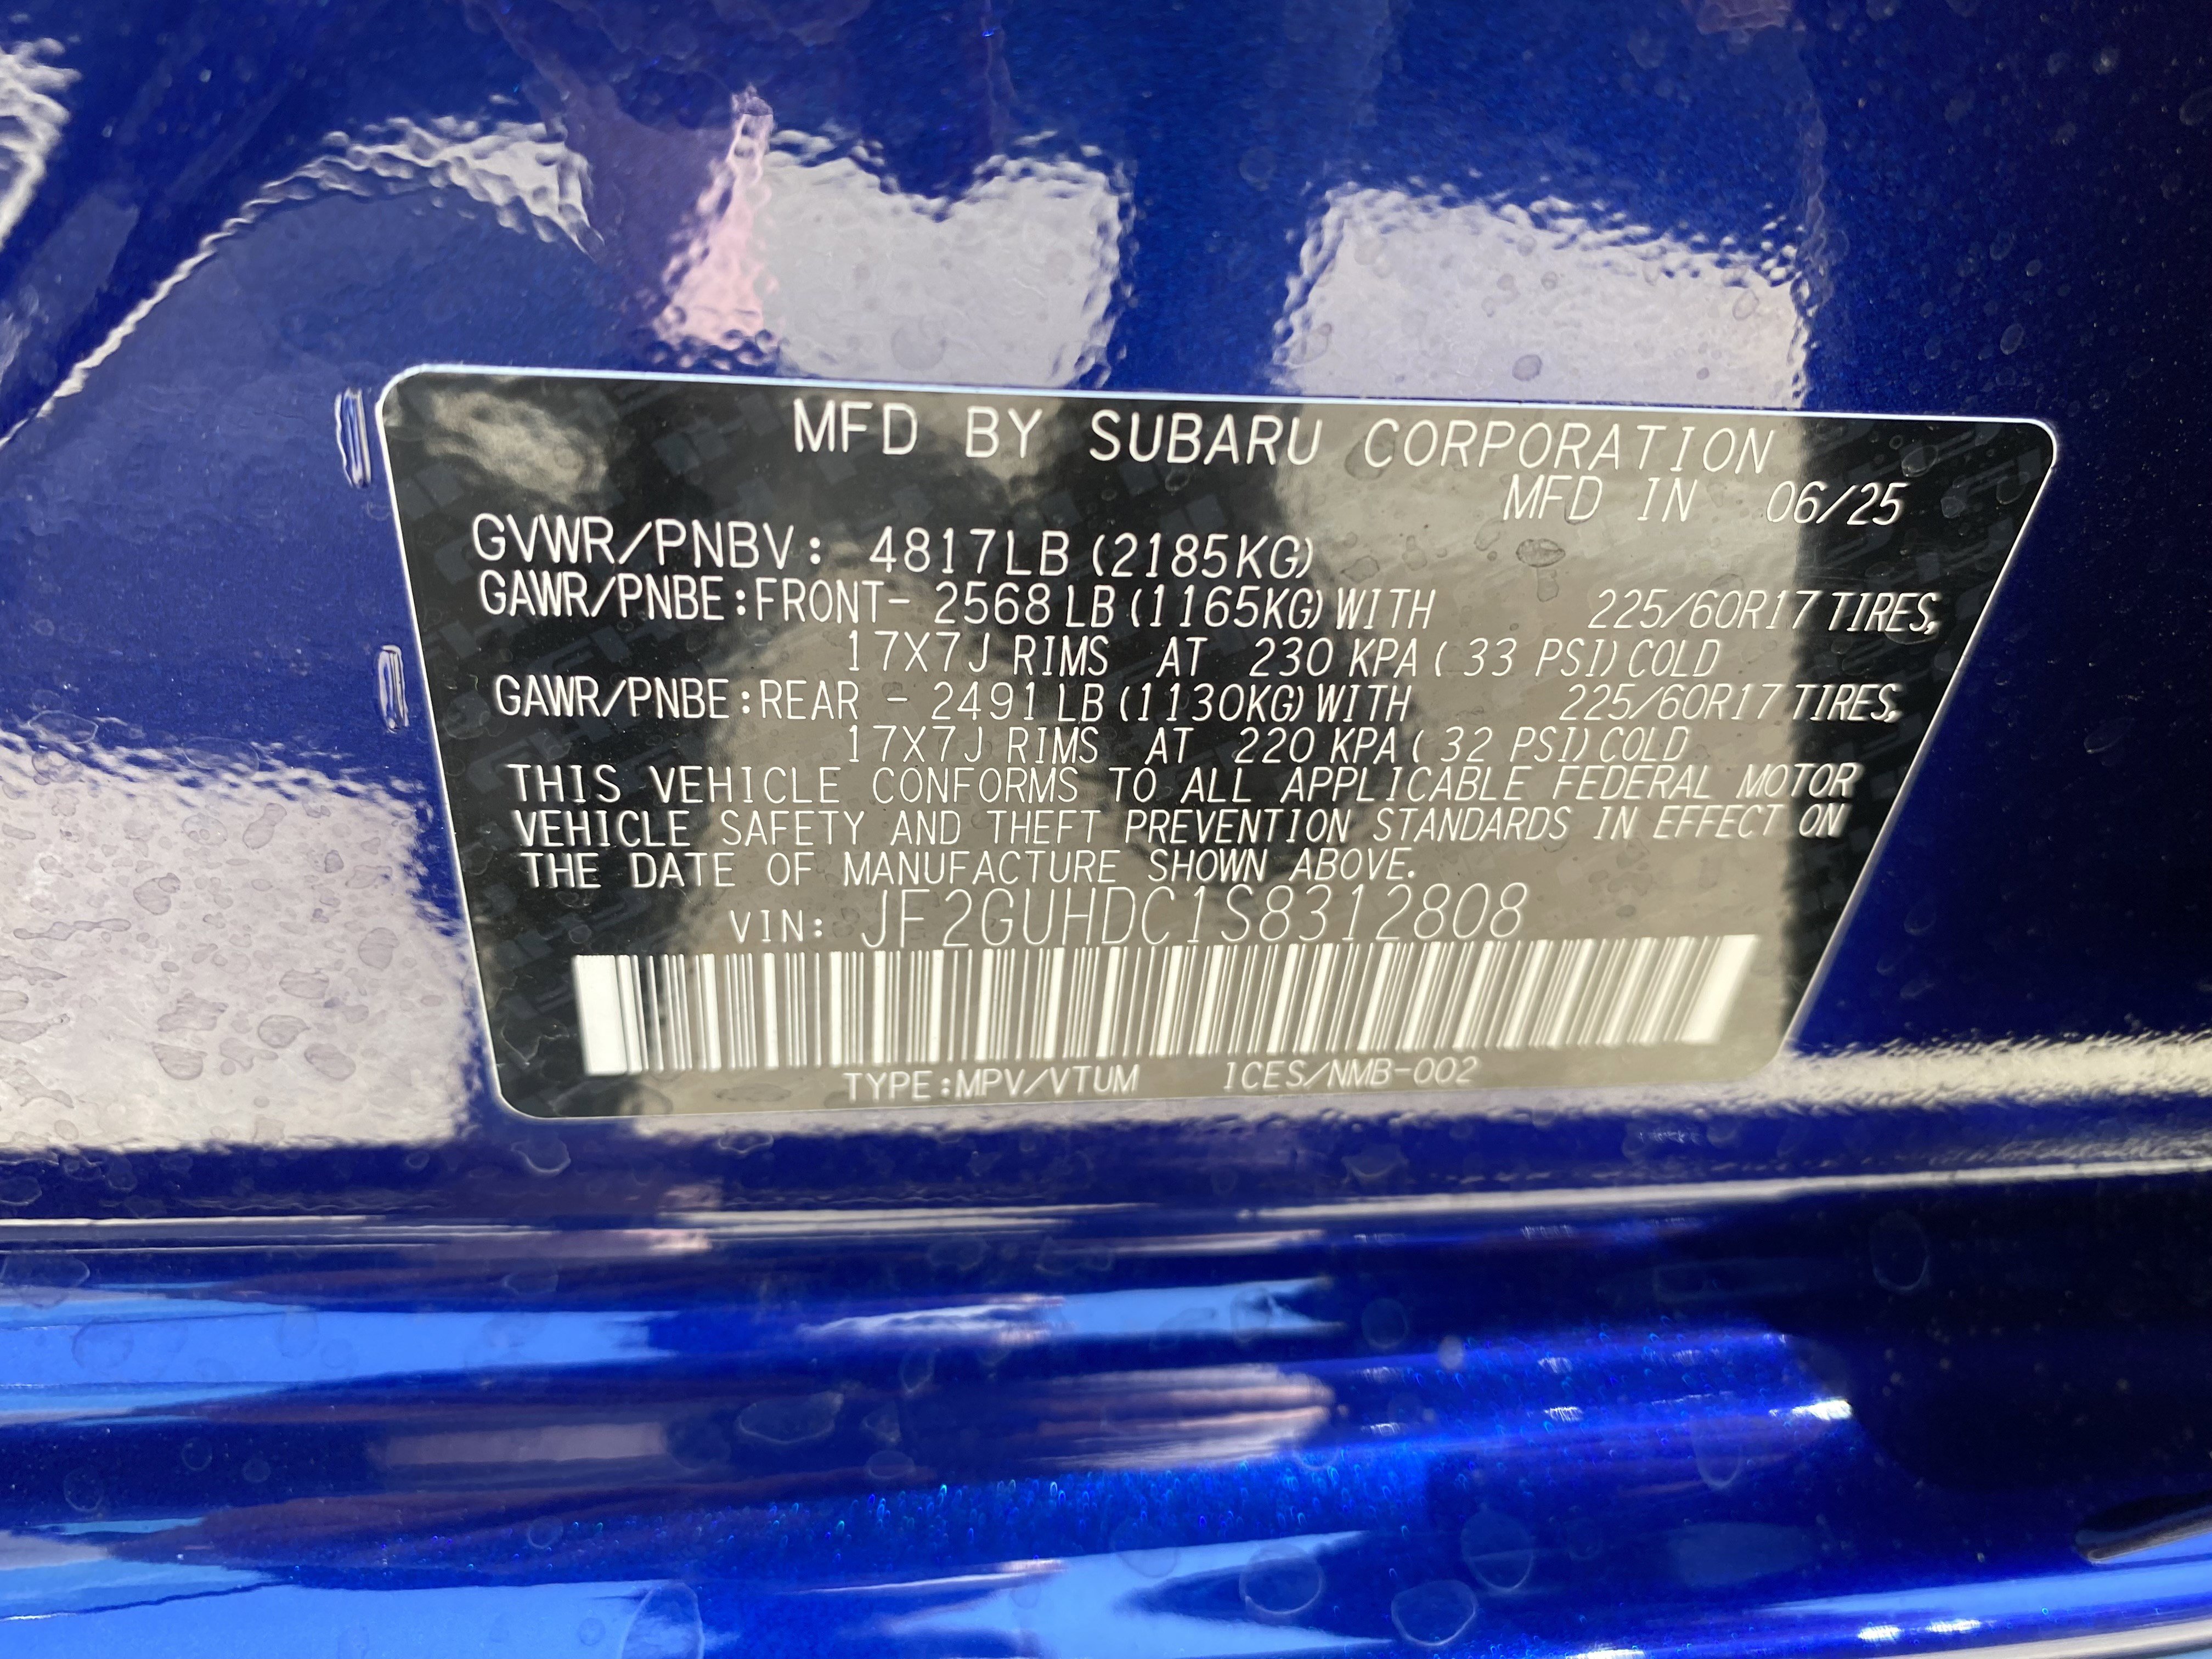 MFD BY SUBARU CORPORATION
MFD IN 06/25
GVWR/PNBV: 4817LB (2185KG)
GAWR/PNBE:FRONT- 2568 LB (1165KG) WITH 225/60R17 TIRES,
17X7J RIMS AT 230 KPA ( 33 PSI) COLD
GAWR/PNBE:REAR - 2491 LB (1130KG) WITH 225/60R17 TIRES,
17X7J RIMS AT 220 KPA ( 32 PSI) COLD
THIS VEHICLE CONFORMS TO ALL APPLICABLE FEDERAL MOTOR
VEHICLE SAFETY AND THEFT PREVENTION STANDARDS IN EFFECT ON
THE DATE OF MANUFACTURE SHOWN ABOVE.
VIN: JF2GUHDC1S8312808
TYPE:MPV/VTUM ICES/NMB-002